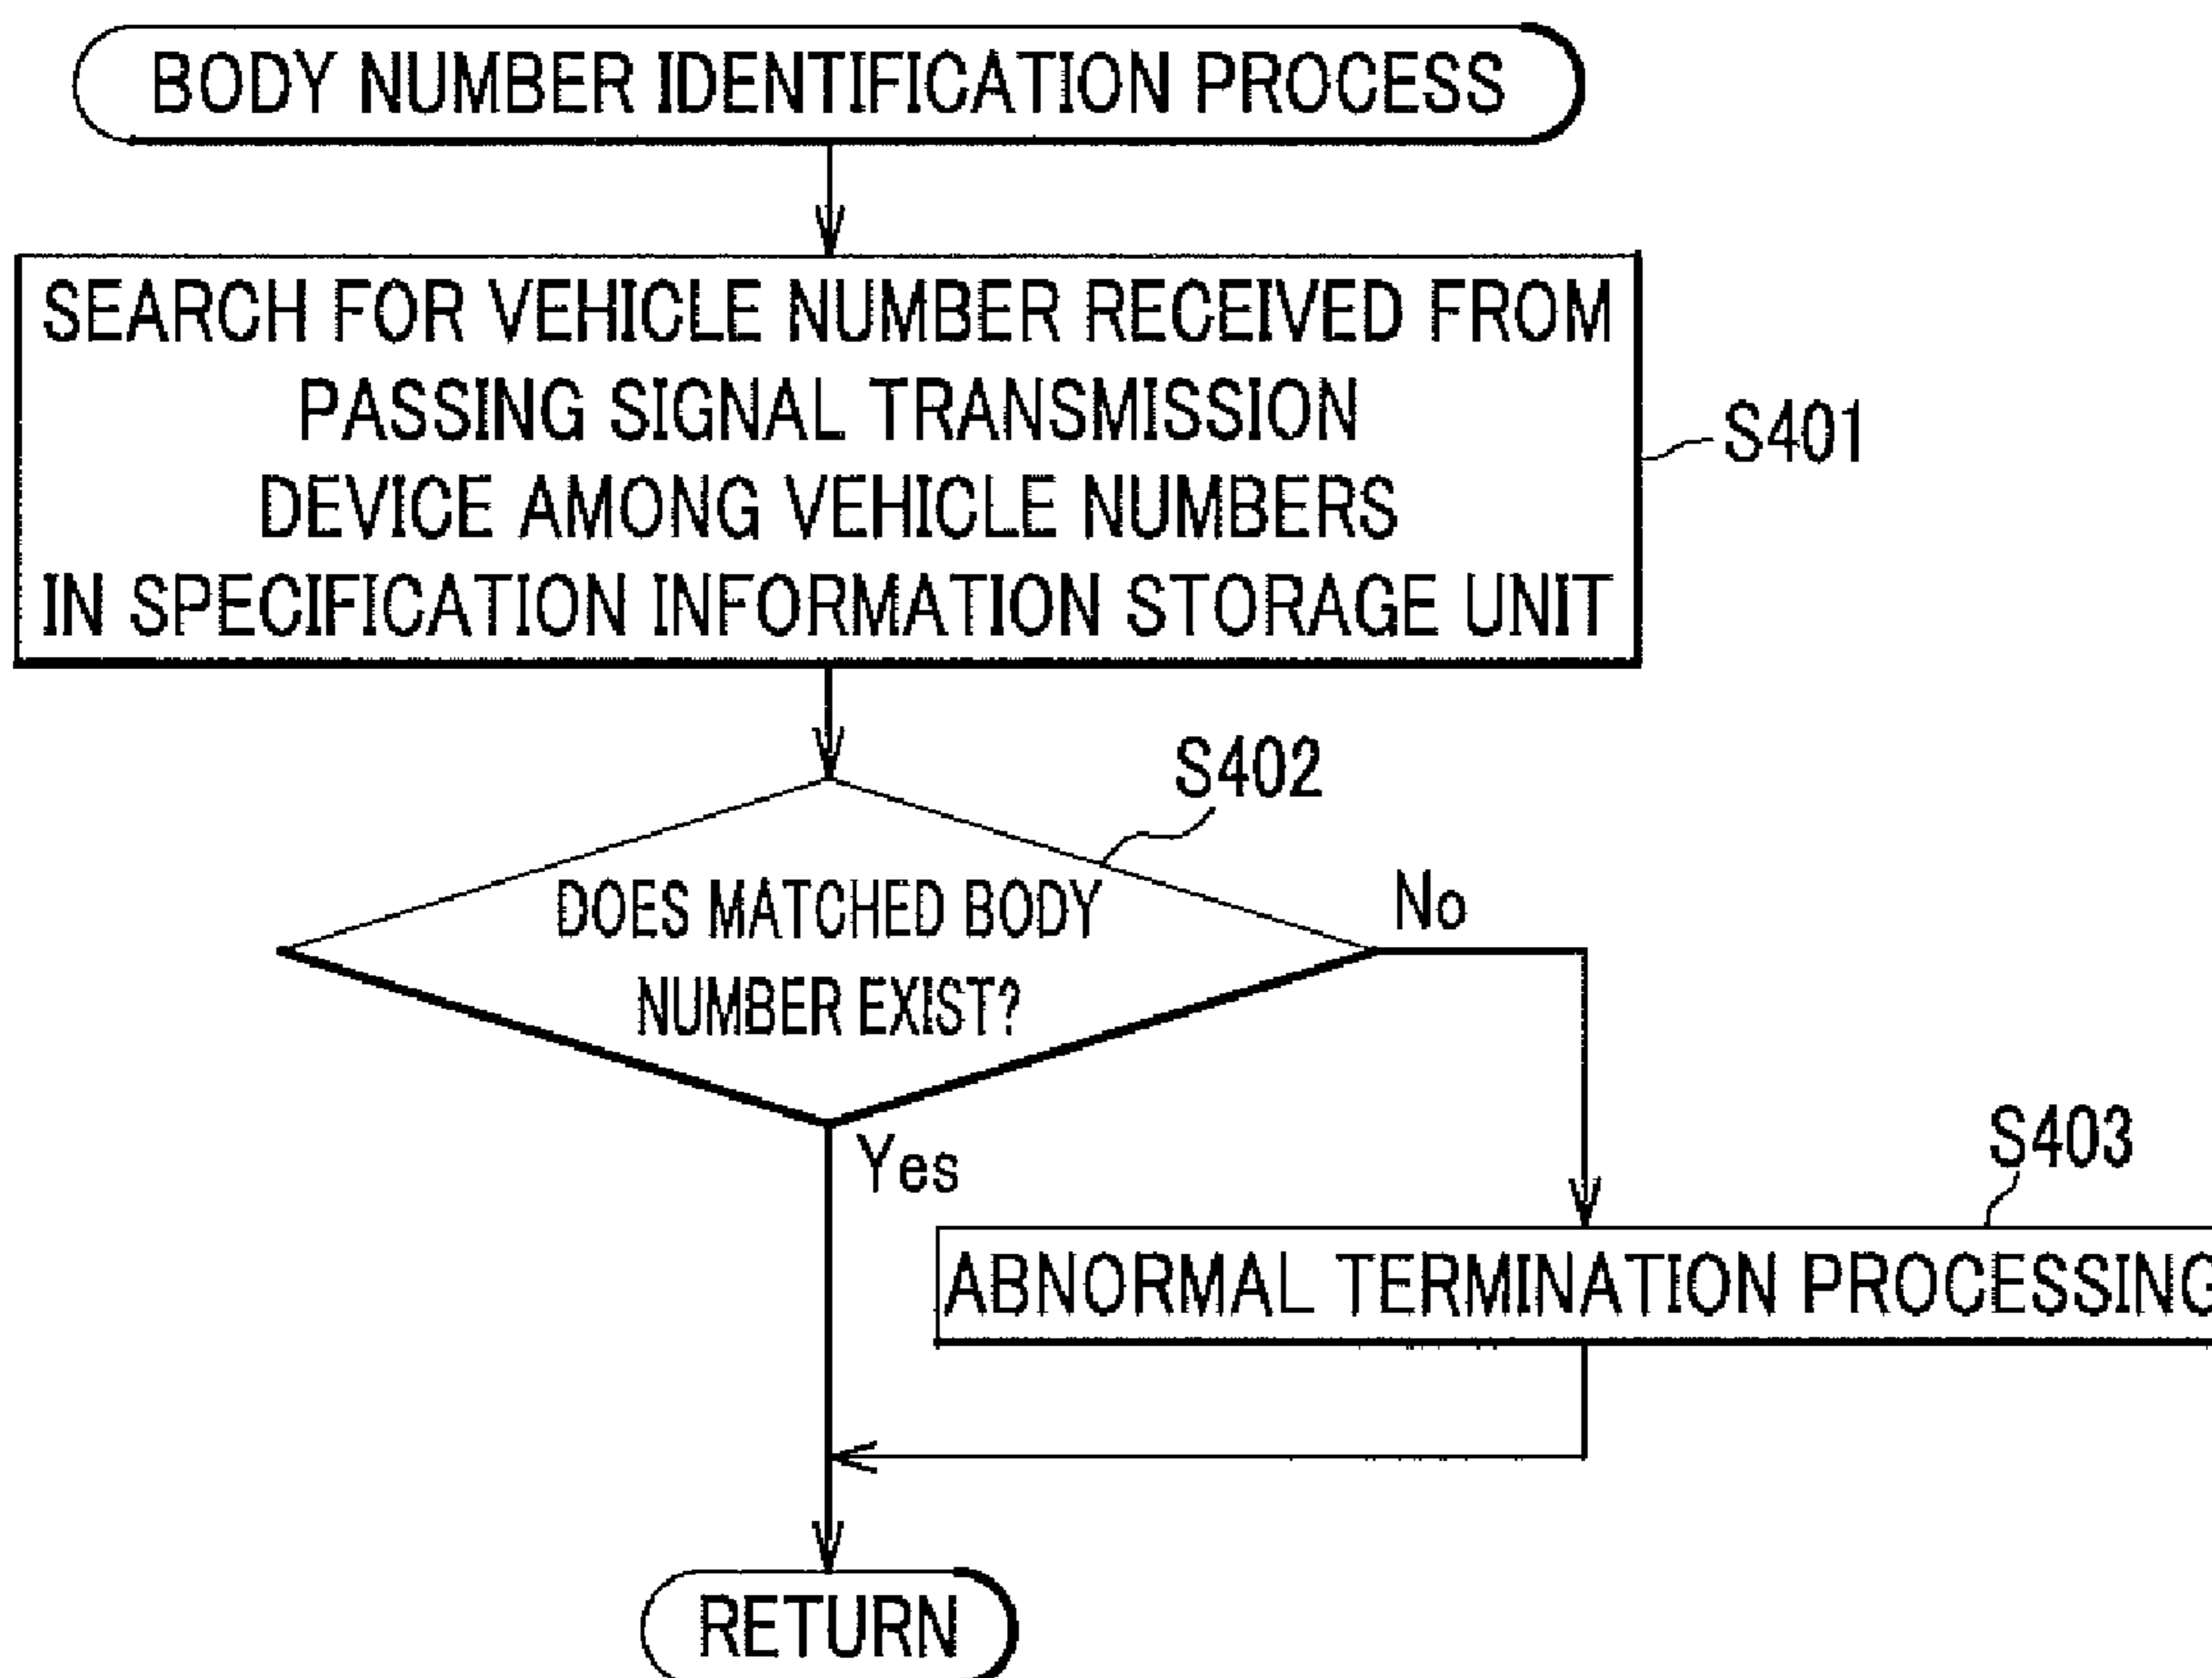 BODY NUMBER IDENTIFICATION PROCESS
SEARCH FOR VEHICLE NUMBER RECEIVED FROM
PASSING SIGNAL TRANSMISSION
DEVICE AMONG VEHICLE NUMBERS
IN SPECIFICATION INFORMATION STORAGE UNIT
S401
S402
DOES MATCHED BODY
NUMBER EXIST?
No
Yes
S403
ABNORMAL TERMINATION PROCESSING
RETURN